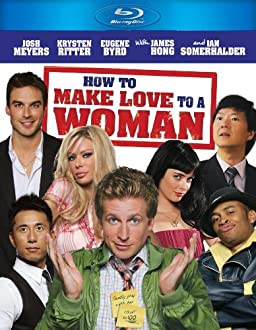 Blu-ray Disc
JOSH MEYERS KRYSTEN RITTER EUGENE BYRD with JAMES HONG and IAN SOMERHALDER
HOW TO
MAKE LOVE TO A
WOMAN